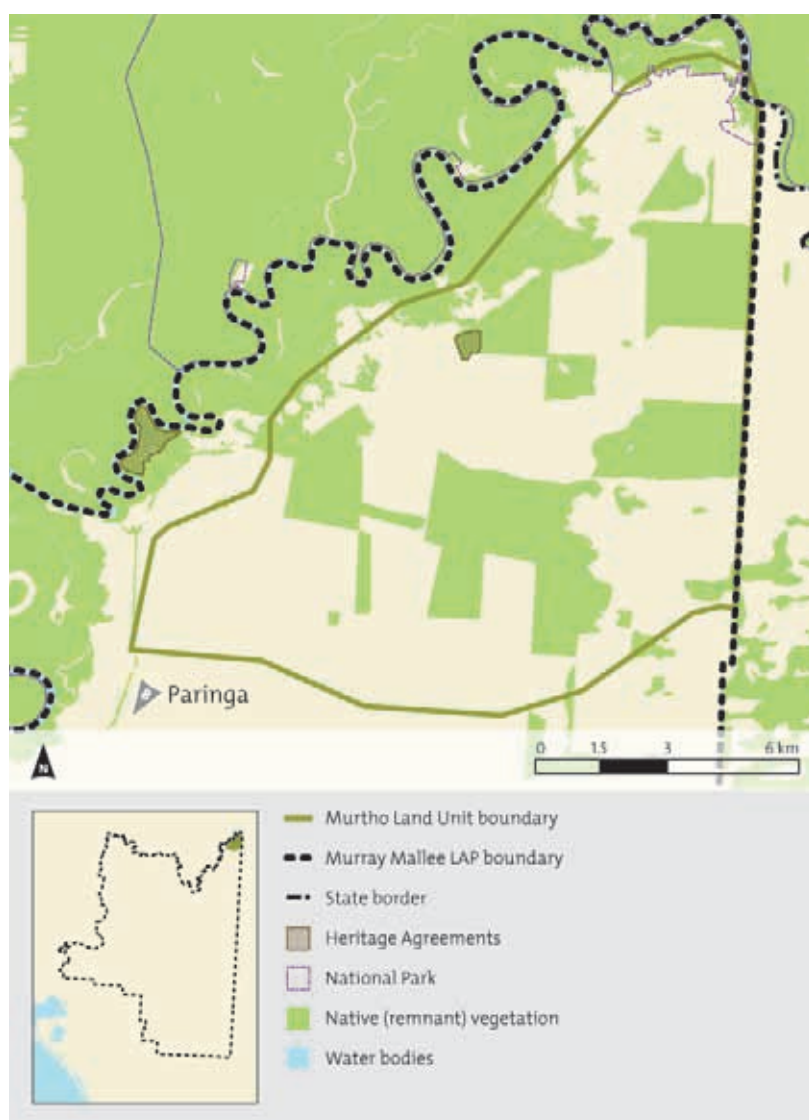 Paringa
N
0 1.5 3 6 km
Murtho Land Unit boundary
Murray Mallee LAP boundary
State border
Heritage Agreements
National Park
Native (remnant) vegetation
Water bodies